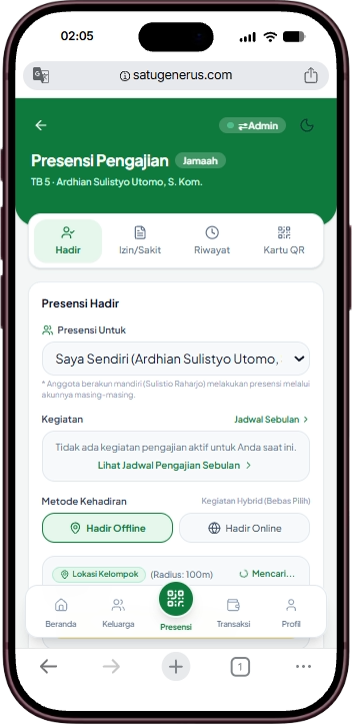 02:05
satugenerus.com
⇄Admin
Presensi Pengajian Jamaah
TB 5 · Ardhian Sulistyo Utomo, S. Kom.
Hadir
Izin/Sakit
Riwayat
Kartu QR
Presensi Hadir
Presensi Untuk
Saya Sendiri (Ardhian Sulistyo Utomo,
* Anggota berakun mandiri (Sulistio Raharjo) melakukan presensi melalui
akunnya masing-masing.
Kegiatan Jadwal Sebulan >
Tidak ada kegiatan pengajian aktif untuk Anda saat ini.
Lihat Jadwal Pengajian Sebulan >
Metode Kehadiran Kegiatan Hybrid (Bebas Pilih)
Hadir Offline
Hadir Online
Lokasi Kelompok (Radius: 100m) Mencari...
Beranda
Keluarga
Presensi
Transaksi
Profil
1